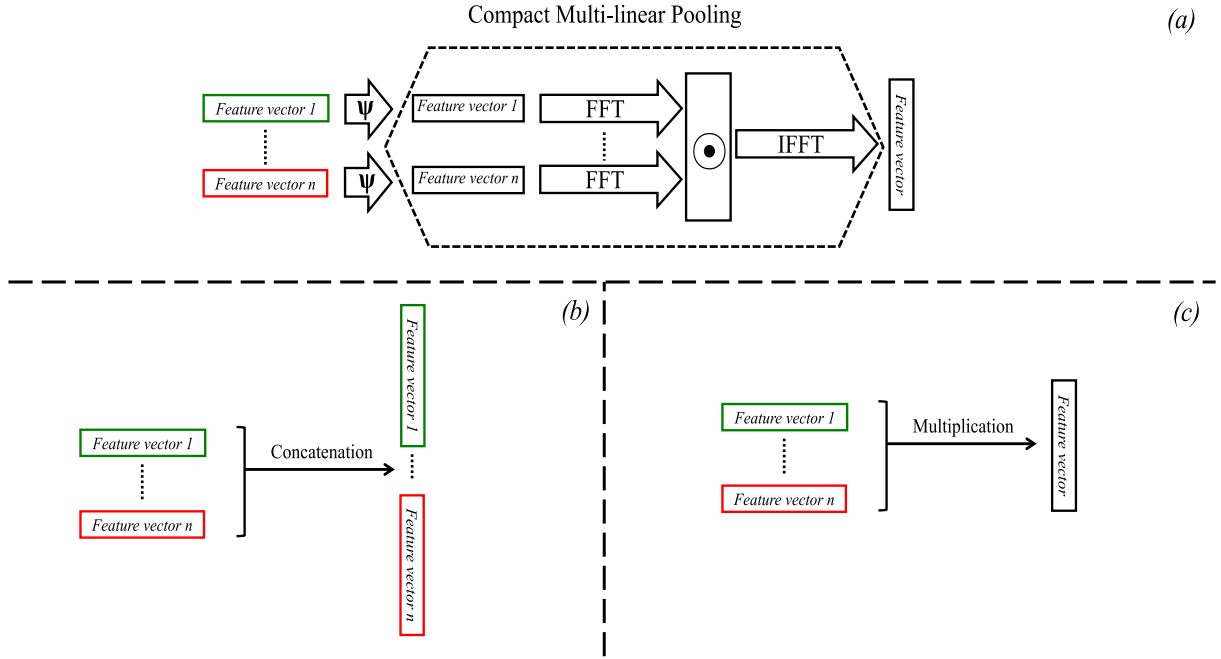 Compact Multi-linear Pooling
(a)
Feature vector 1
Ψ
Feature vector 1
FFT
Feature vector n
Ψ
Feature vector n
FFT
IFFT
Feature vector
(b)
Feature vector 1
Feature vector n
Concatenation
Feature vector 1
Feature vector n
(c)
Feature vector 1
Feature vector n
Multiplication
Feature vector